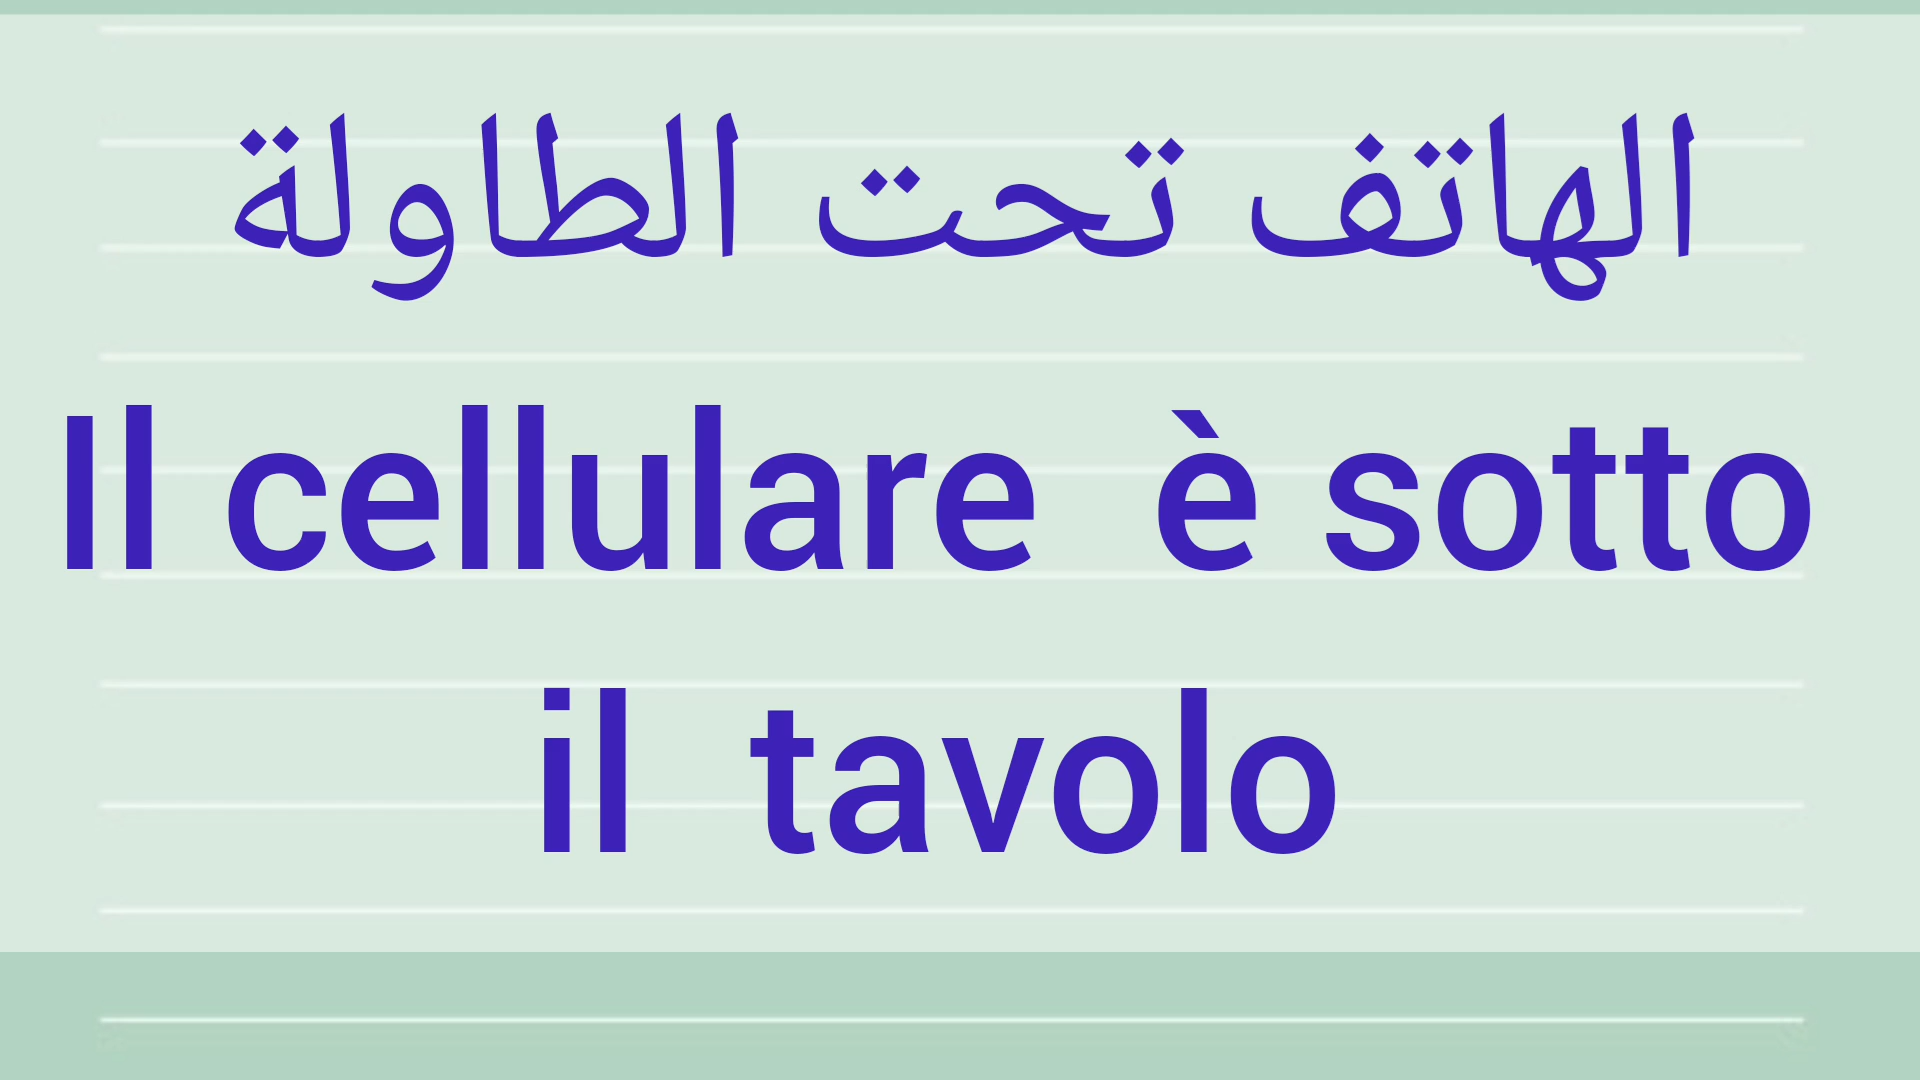 الهاتف تحت الطاولة
Il cellulare è sotto
il tavolo